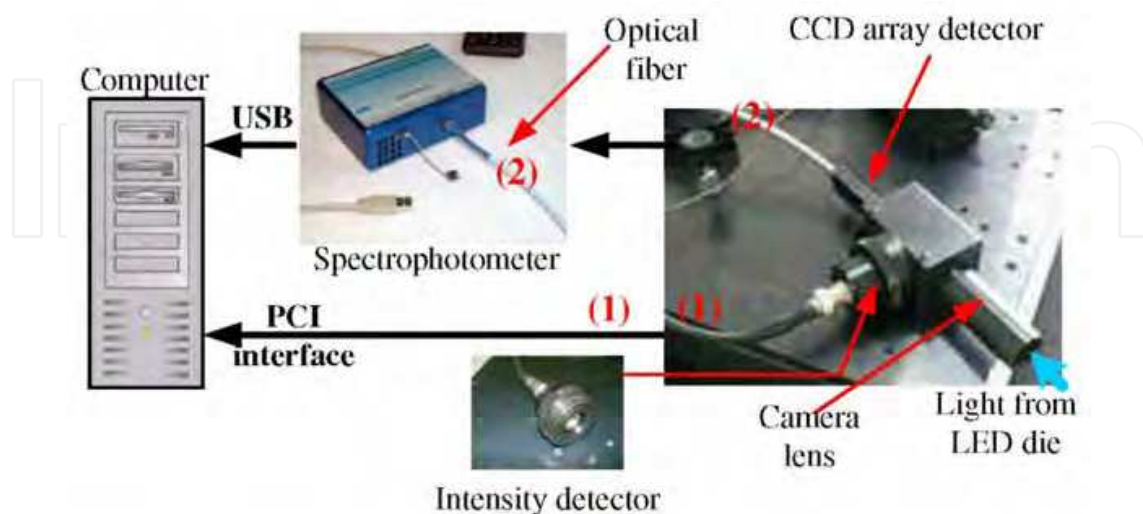 Optical
fiber
CCD array detector
Computer
USB
(2)
(2)
Spectrophotometer
PCI
interface
(1)
(1)
Camera
lens
Light from
LED die
Intensity detector